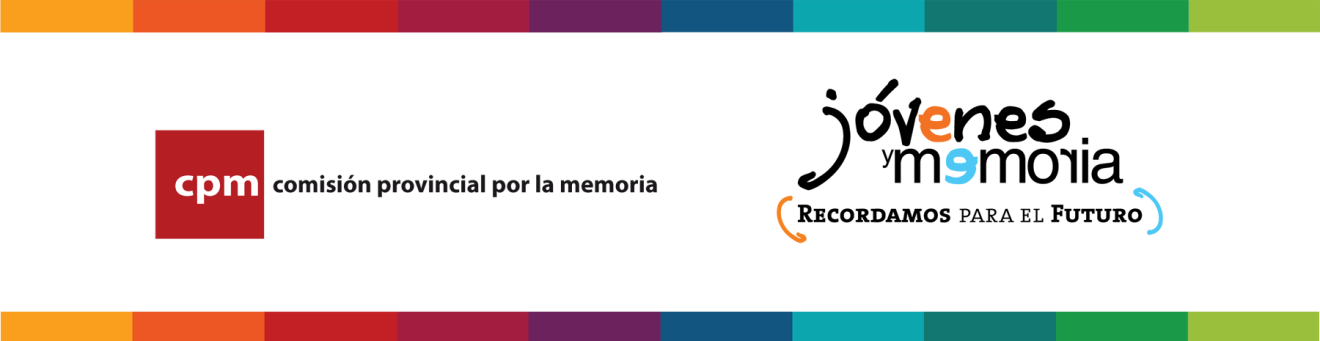 cpm comisión provincial por la memoria
jóvenes
y memoria
RECORDAMOS PARA EL FUTURO